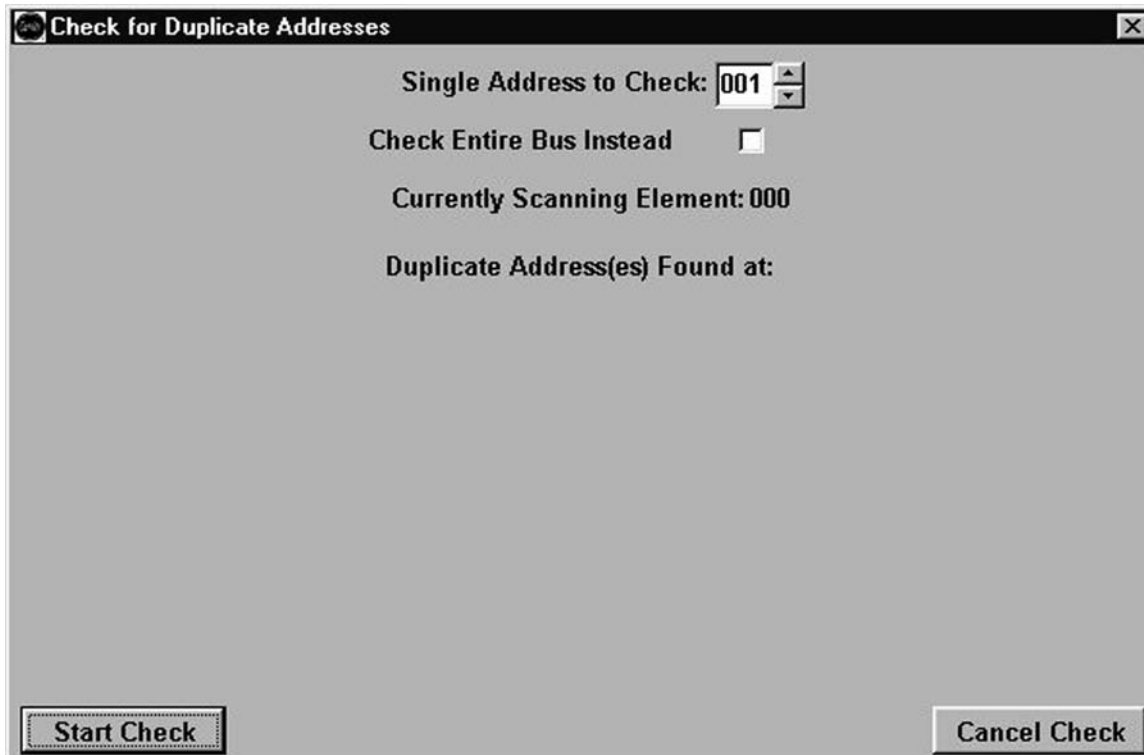 Check for Duplicate Addresses
Single Address to Check: 001
Check Entire Bus Instead
Currently Scanning Element: 000
Duplicate Address(es) Found at:
Start Check
Cancel Check